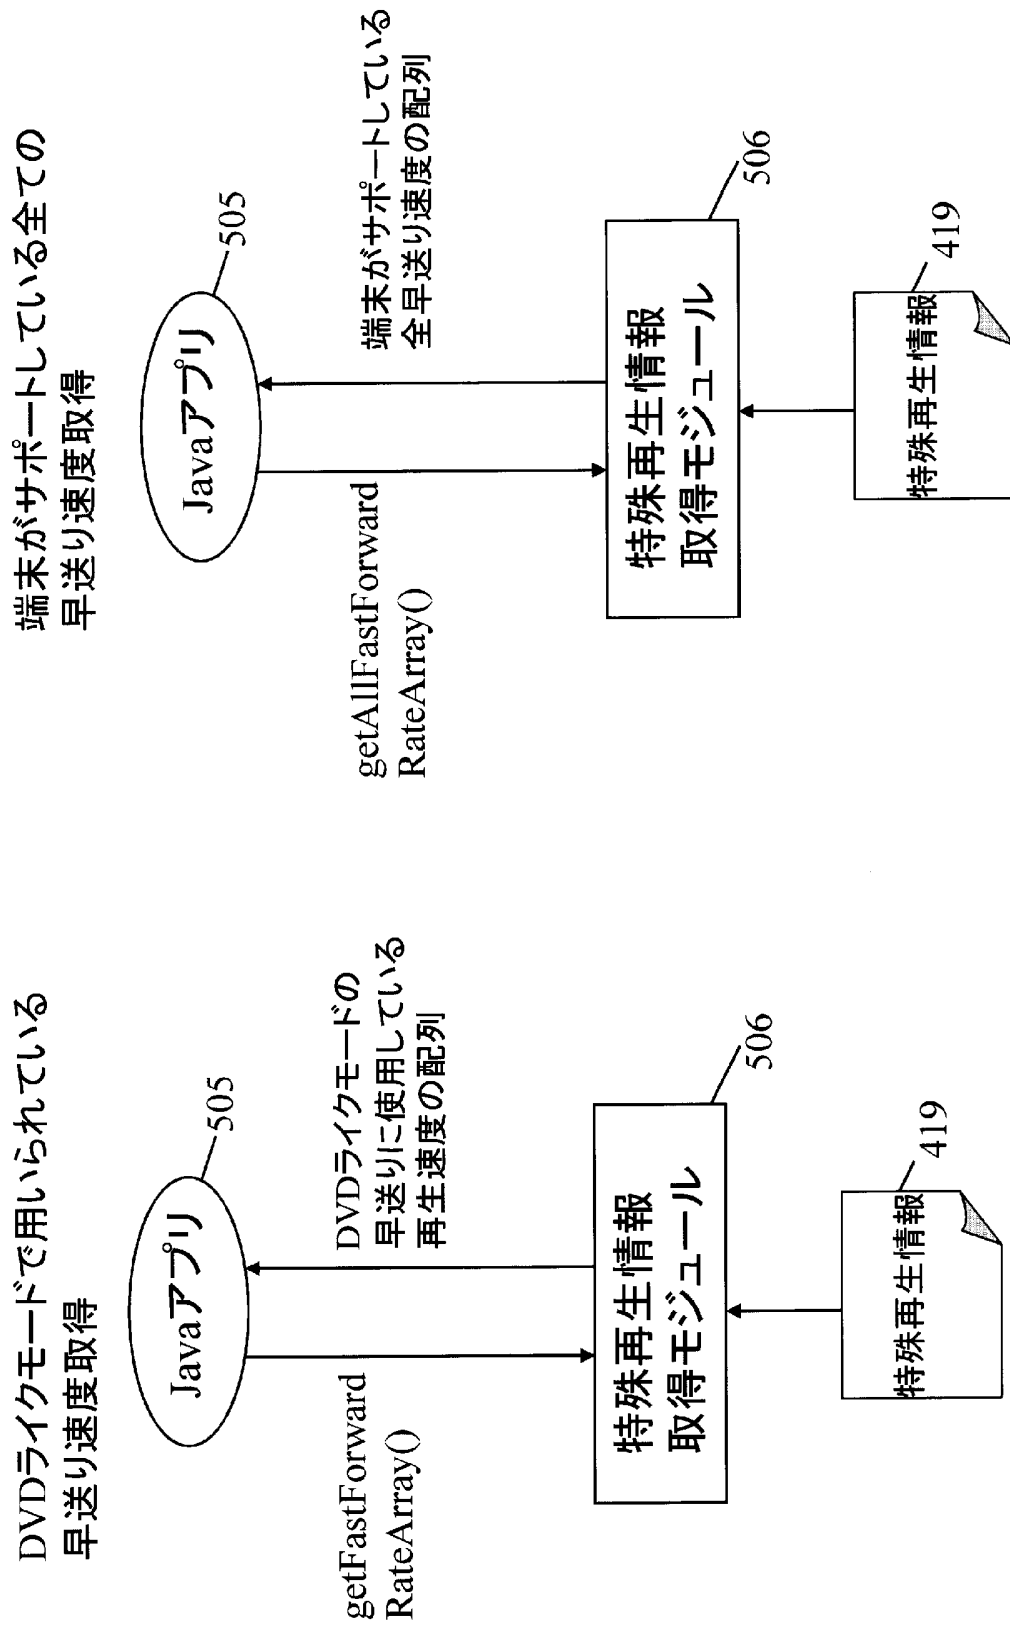 DVDライクモードで用いられている
早送り速度取得
Javaアプリ
505
getFastForward
RateArray()
DVDライクモードの
早送りに使用している
再生速度の配列
特殊再生情報
取得モジュール
506
特殊再生情報
419
端末がサポートしている全ての
早送り速度取得
Javaアプリ
505
getAllFastForward
RateArray()
端末がサポートしている
全早送り速度の配列
特殊再生情報
取得モジュール
506
特殊再生情報
419